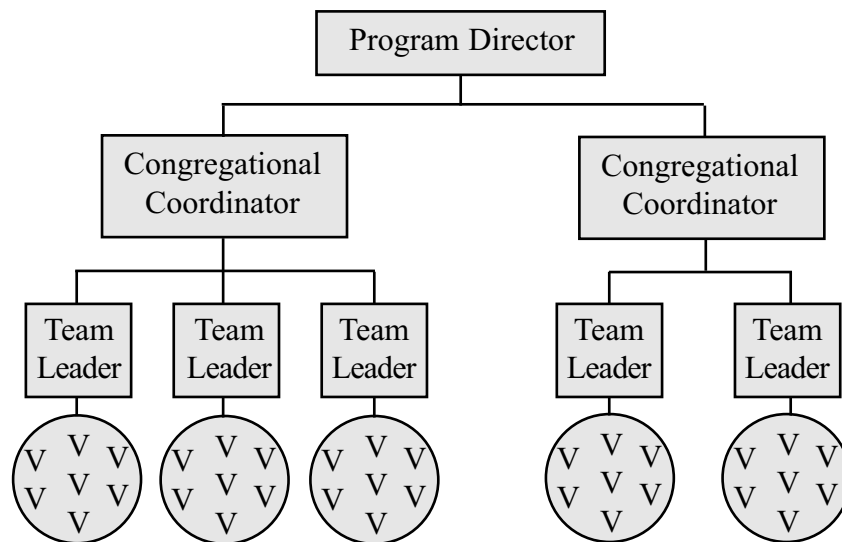 Program Director
Congregational
Coordinator
Congregational
Coordinator
Team
Leader
Team
Leader
Team
Leader
Team
Leader
Team
Leader
V V V
V V V
V
V V V
V V V
V
V V V
V V V
V
V V V
V V V
V
V V V
V V V
V